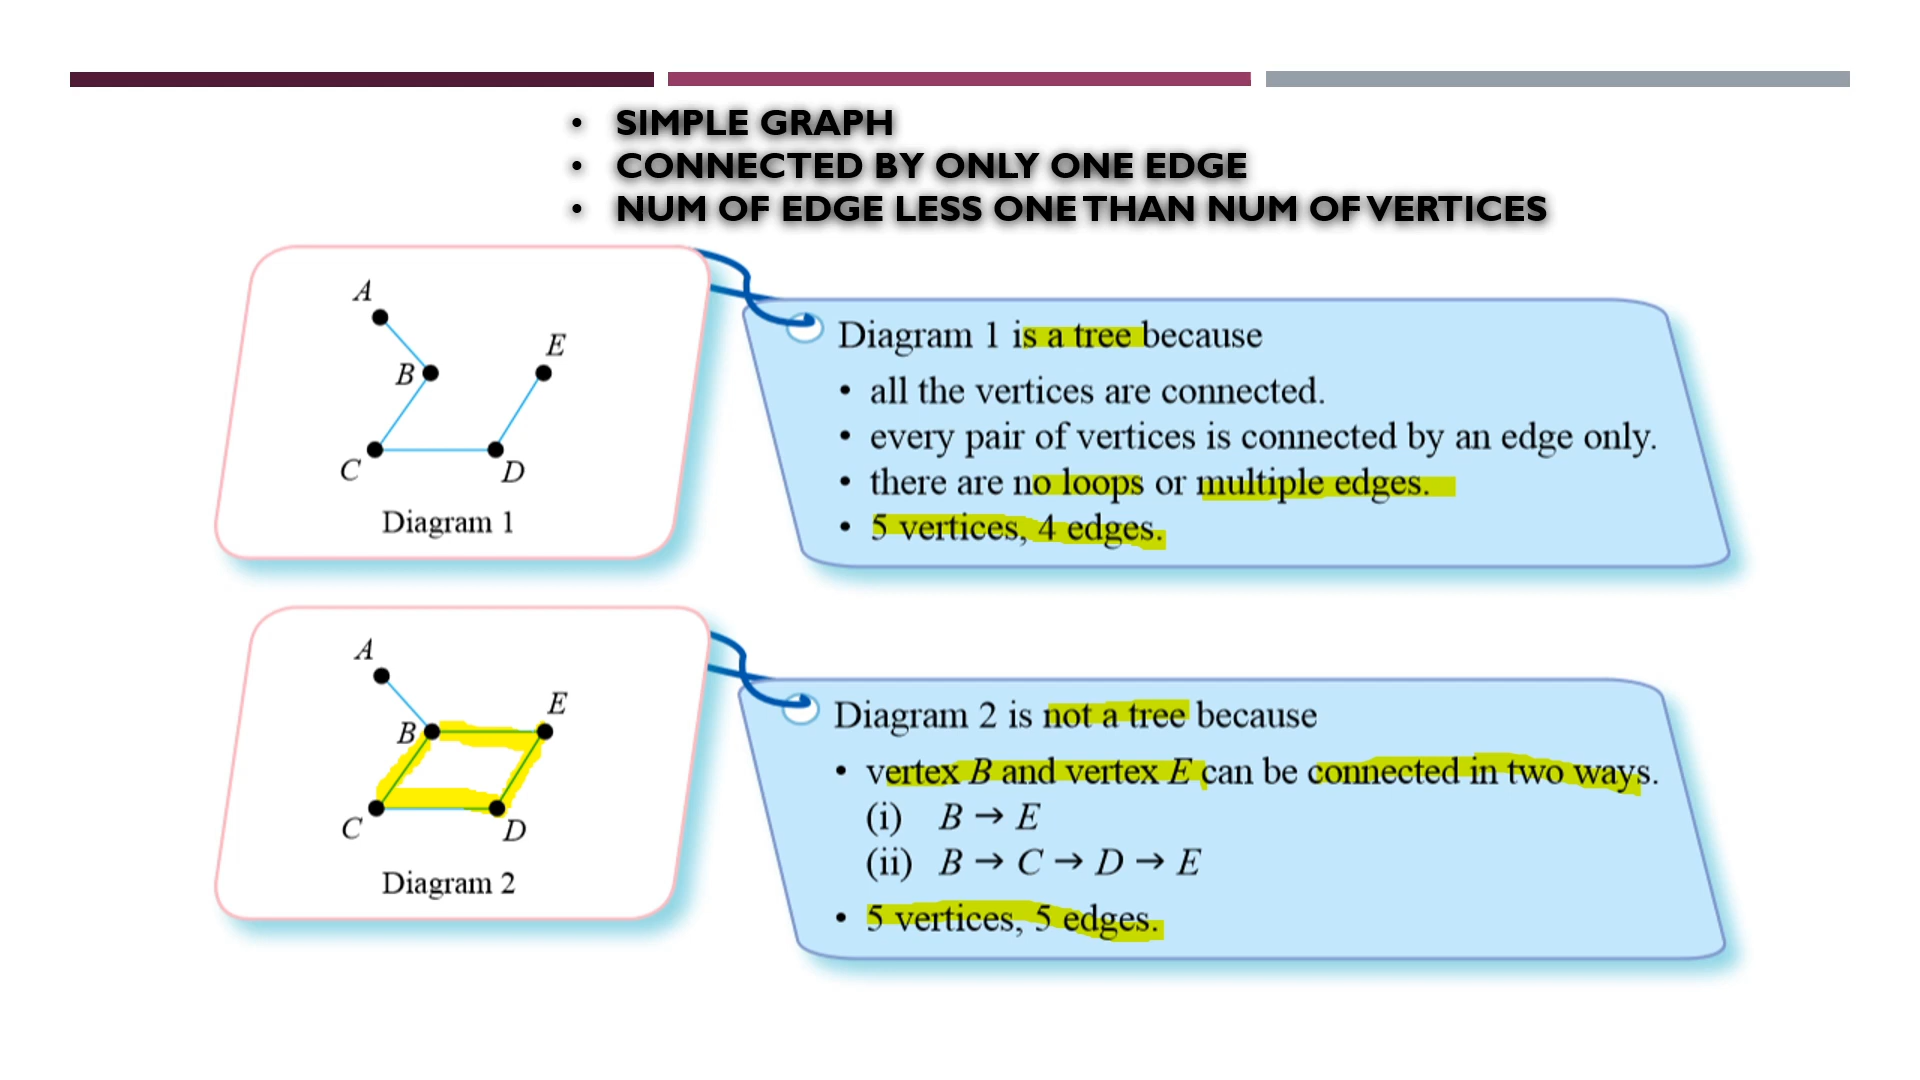 • SIMPLE GRAPH
• CONNECTED BY ONLY ONE EDGE
• NUM OF EDGE LESS ONE THAN NUM OF VERTICES
A
E
B
C
D
Diagram 1
Diagram 1 is a tree because
• all the vertices are connected.
• every pair of vertices is connected by an edge only.
• there are no loops or multiple edges.
• 5 vertices, 4 edges.
A
E
B
C
D
Diagram 2
Diagram 2 is not a tree because
• vertex B and vertex E can be connected in two ways.
(i) B → E
(ii) B → C → D → E
• 5 vertices, 5 edges.